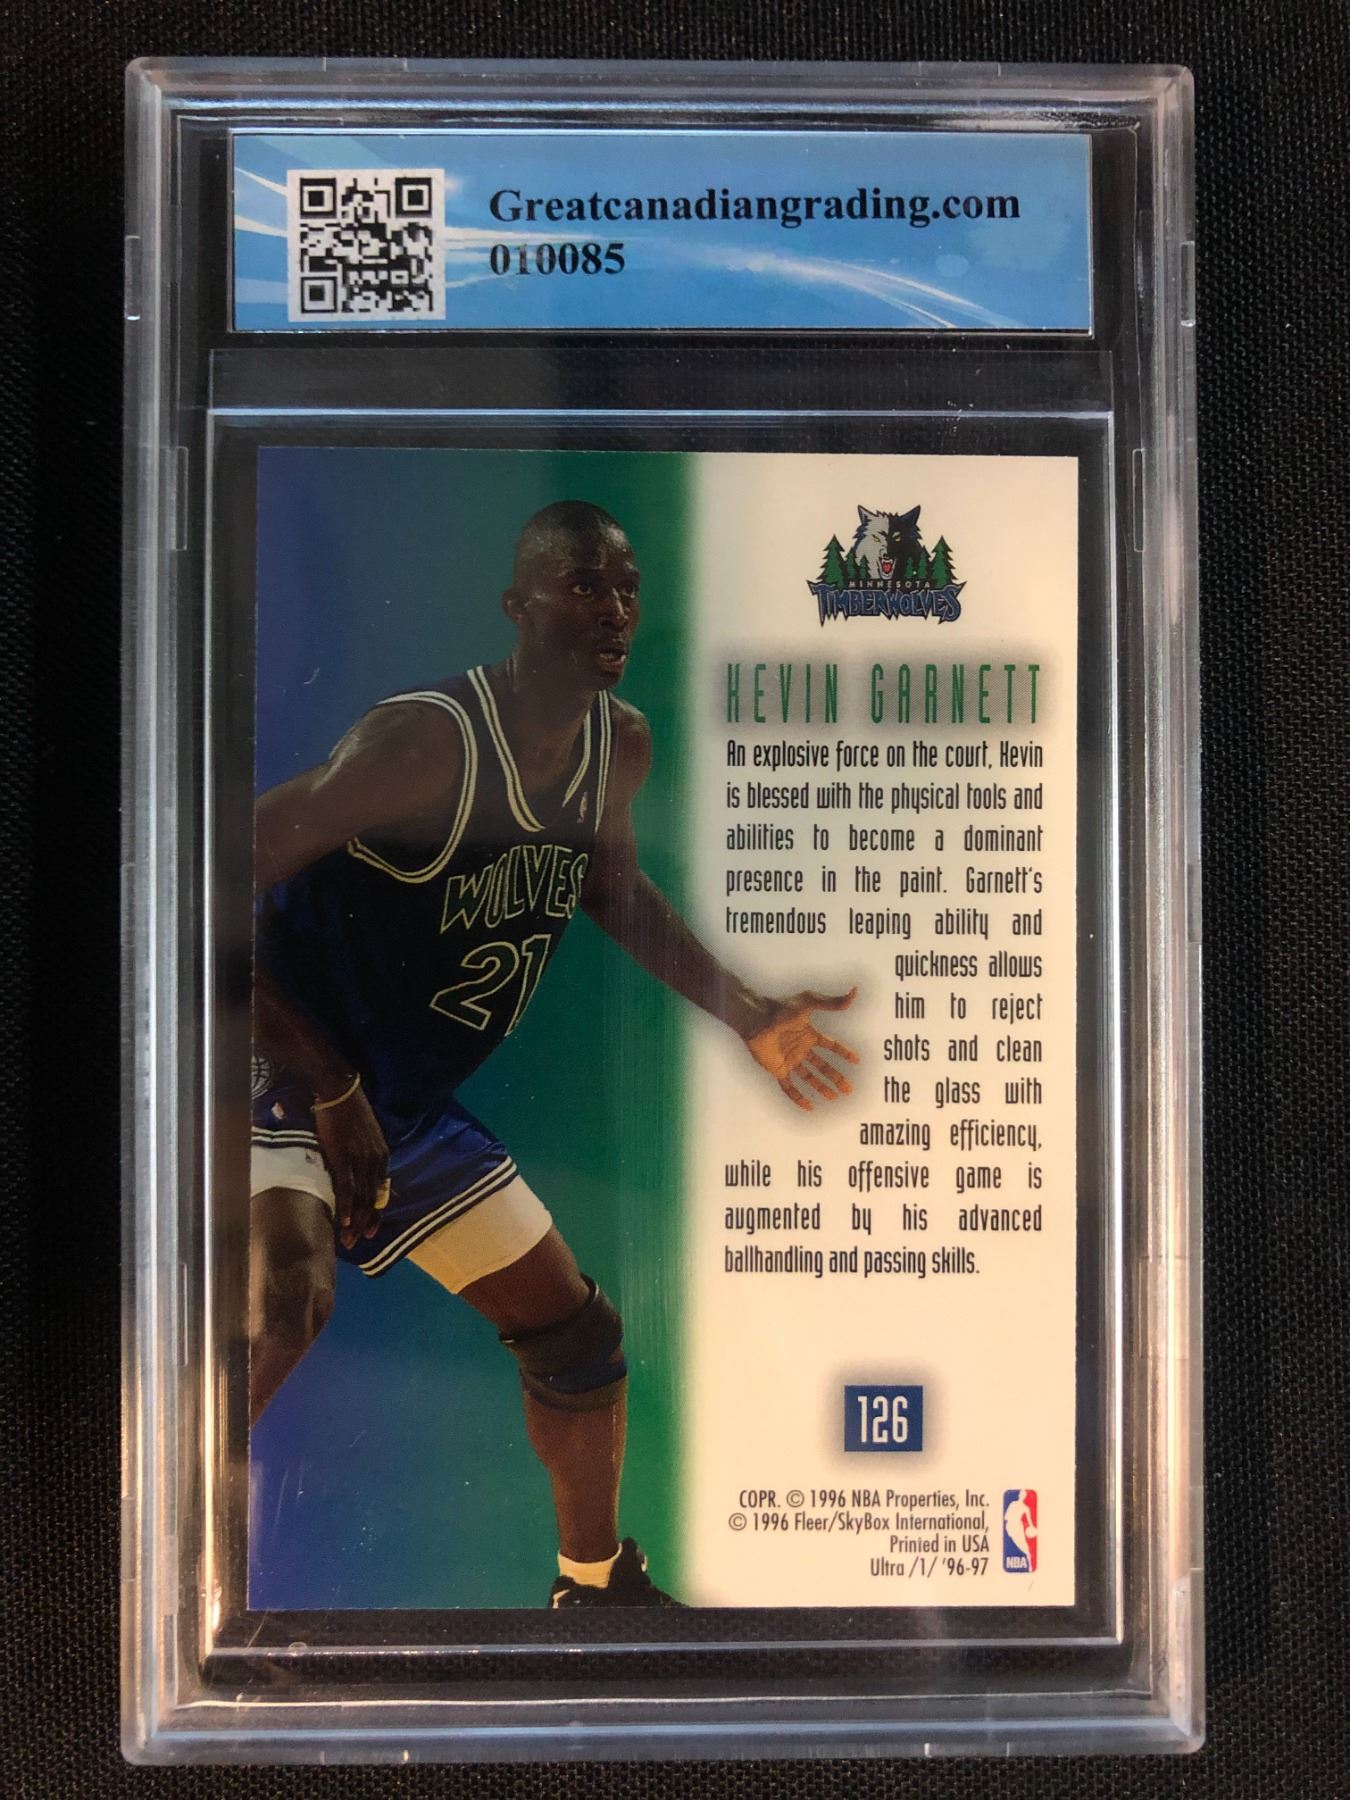 Greatcanadiangrading.com
010085
MINNESOTA
TIMBERWOLVES
KEVIN GARNETT
An explosive force on the court, Kevin
is blessed with the physical tools and
abilities to become a dominant
presence in the paint. Garnett's
tremendous leaping ability and
quickness allows
him to reject
shots and clean
the glass with
amazing efficiency,
while his offensive game is
augmented by his advanced
ballhandling and passing skills.
WOLVES
21
126
COPR. © 1996 NBA Properties, Inc.
© 1996 Fleer/SkyBox International,
Printed in USA
Ultra /1/ '96-97
NBA